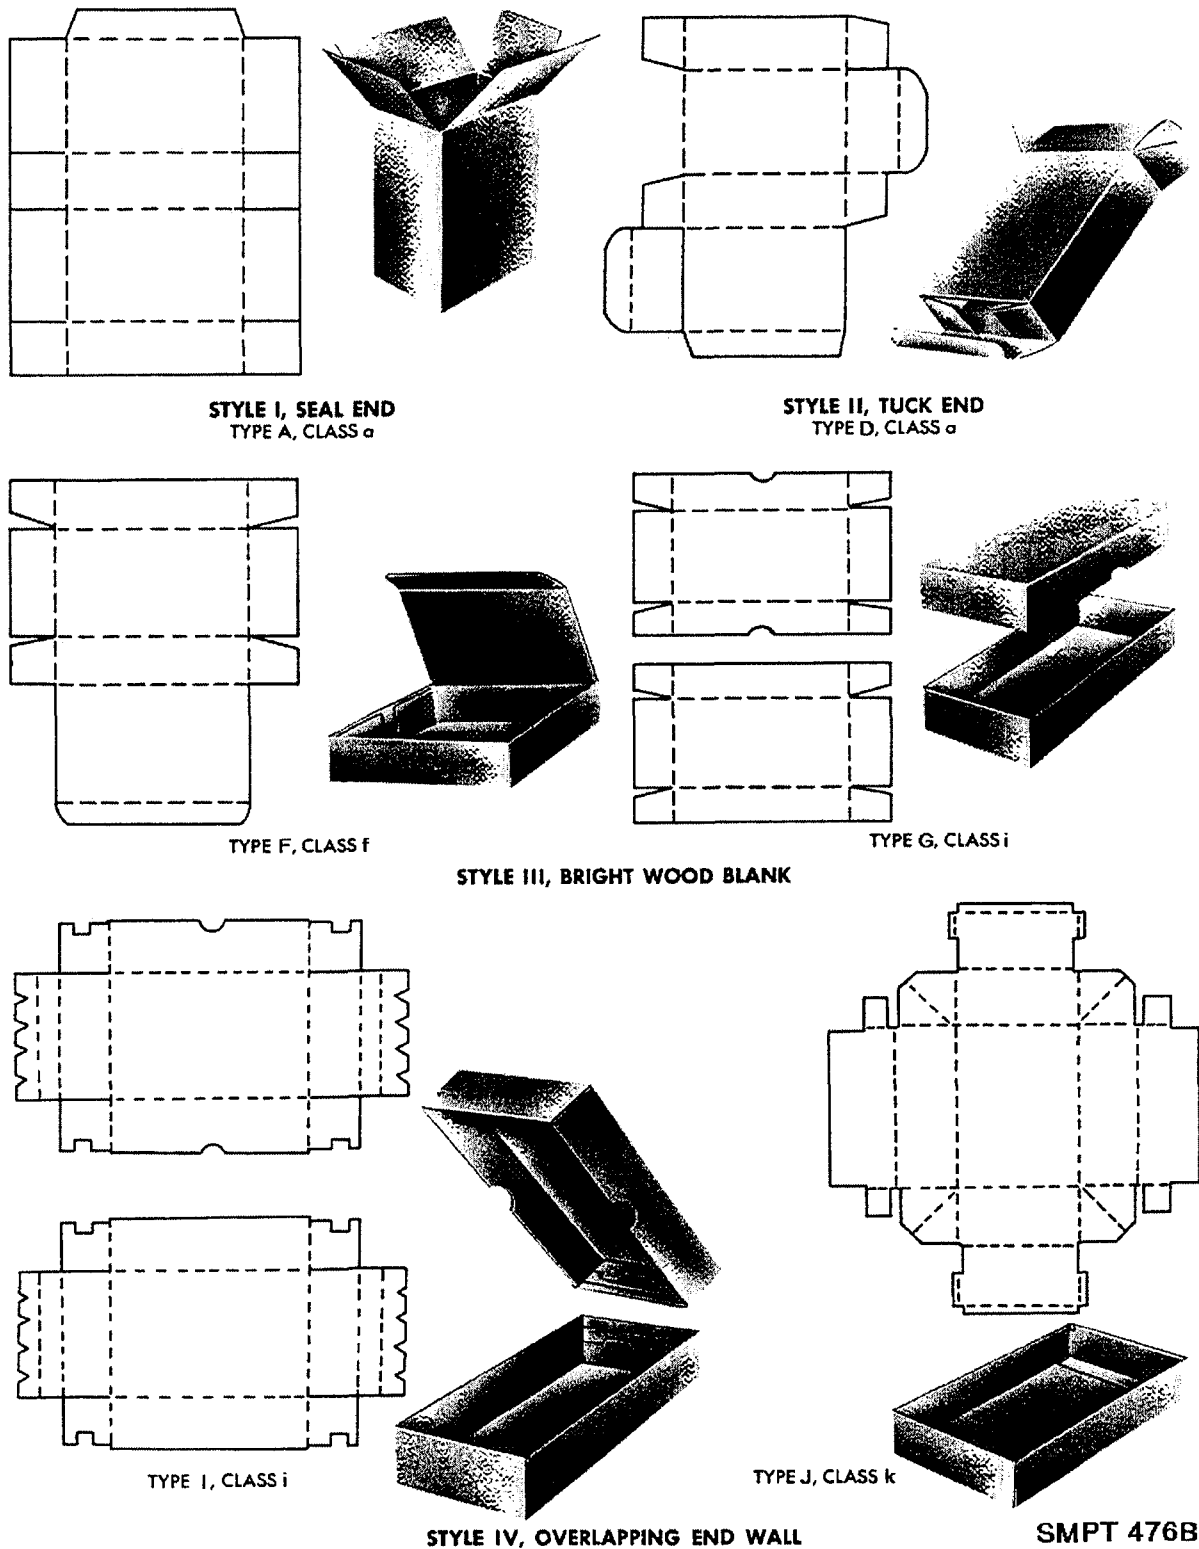 STYLE I, SEAL END
TYPE A, CLASS a
STYLE II, TUCK END
TYPE D, CLASS a
TYPE F, CLASS f
TYPE G, CLASS i
STYLE III, BRIGHT WOOD BLANK
TYPE I, CLASS i
TYPE J, CLASS k
STYLE IV, OVERLAPPING END WALL
SMPT 476B